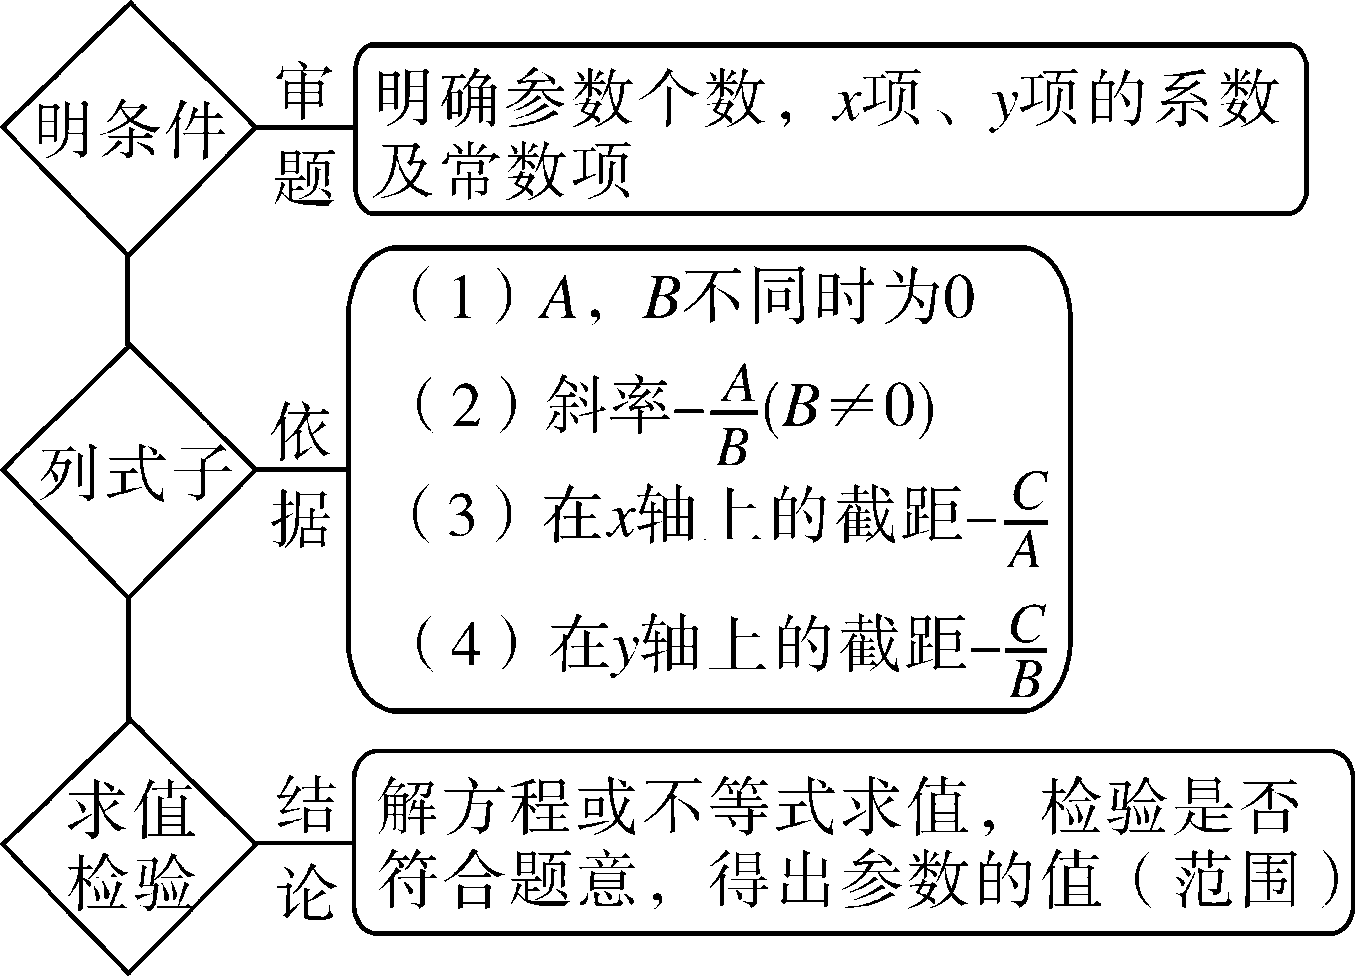 明条件
审
题
明确参数个数，x项、y项的系数
及常数项
列式子
依
据
（1）A，B不同时为0
（2）斜率-A/B(B≠0)
（3）在x轴上的截距-C/A
（4）在y轴上的截距-C/B
求值
检验
结
论
解方程或不等式求值，检验是否
符合题意，得出参数的值（范围）